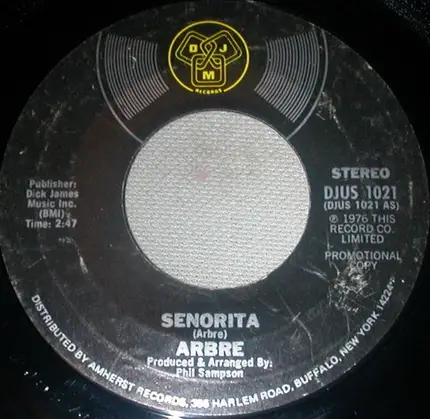 D J
M
RECORDS
Publisher:
Dick James
Music Inc.
(BMI)
Time: 2:47
STEREO
DJUS 1021
(DJUS 1021 AS)
℗ 1976 THIS
RECORD CO.
LIMITED
PROMOTIONAL
COPY
SENORITA
(Arbre)
ARBRE
Produced & Arranged By:
Phil Sampson
DISTRIBUTED BY AMHERST RECORDS, 355 HARLEM ROAD, BUFFALO, NEW YORK 14224